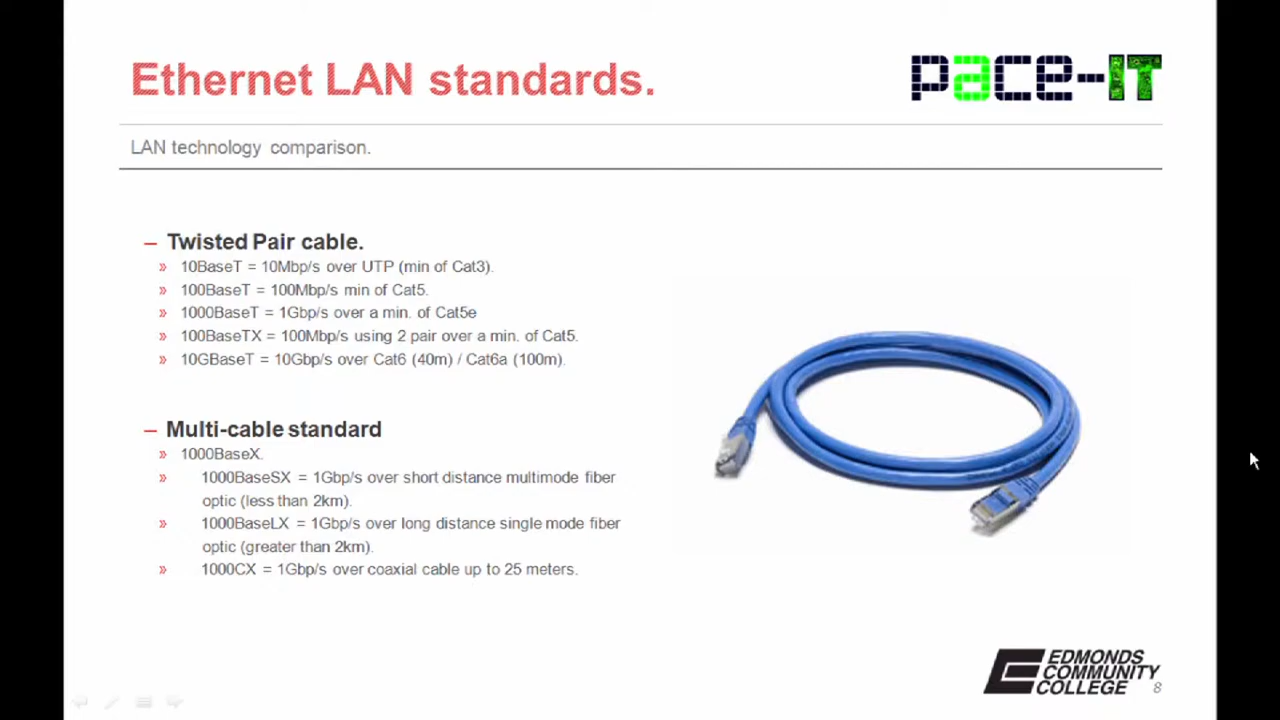 Ethernet LAN standards.
pace-IT
LAN technology comparison.
– Twisted Pair cable.
» 10BaseT = 10Mbp/s over UTP (min of Cat3).
» 100BaseT = 100Mbp/s min of Cat5.
» 1000BaseT = 1Gbp/s over a min. of Cat5e
» 100BaseTX = 100Mbp/s using 2 pair over a min. of Cat5.
» 10GBaseT = 10Gbp/s over Cat6 (40m) / Cat6a (100m).
– Multi-cable standard
» 1000BaseX.
» 1000BaseSX = 1Gbp/s over short distance multimode fiber
optic (less than 2km).
» 1000BaseLX = 1Gbp/s over long distance single mode fiber
optic (greater than 2km).
» 1000CX = 1Gbp/s over coaxial cable up to 25 meters.
EDMONDS
COMMUNITY
COLLEGE
8